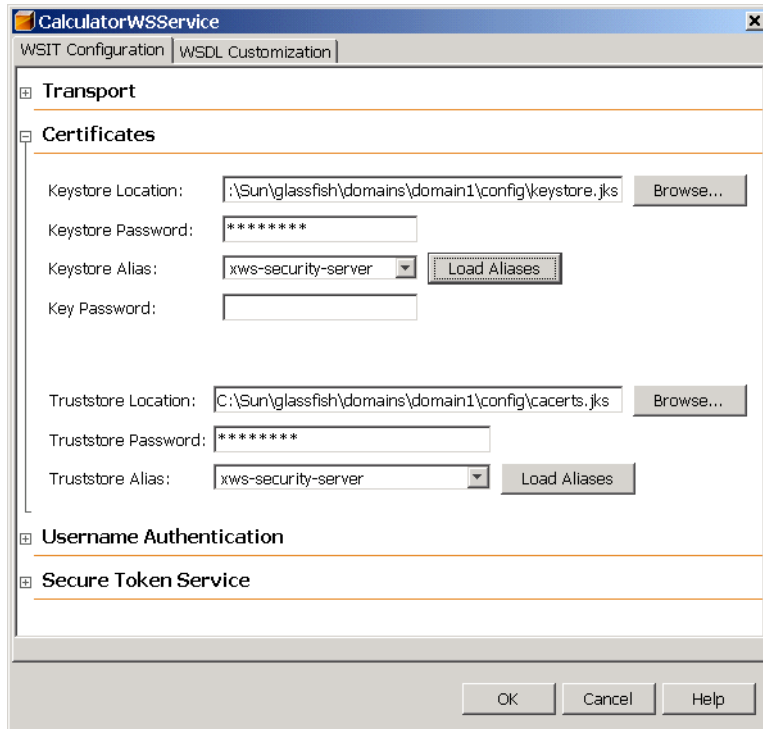 CalculatorWSService
WSIT Configuration WSDL Customization
Transport
Certificates
Keystore Location: :\Sun\glassfish\domains\domain1\config\keystore.jks Browse...
Keystore Password: ********
Keystore Alias: xws-security-server Load Aliases
Key Password:
Truststore Location: C:\Sun\glassfish\domains\domain1\config\cacerts.jks Browse...
Truststore Password: ********
Truststore Alias: xws-security-server Load Aliases
Username Authentication
Secure Token Service
OK Cancel Help